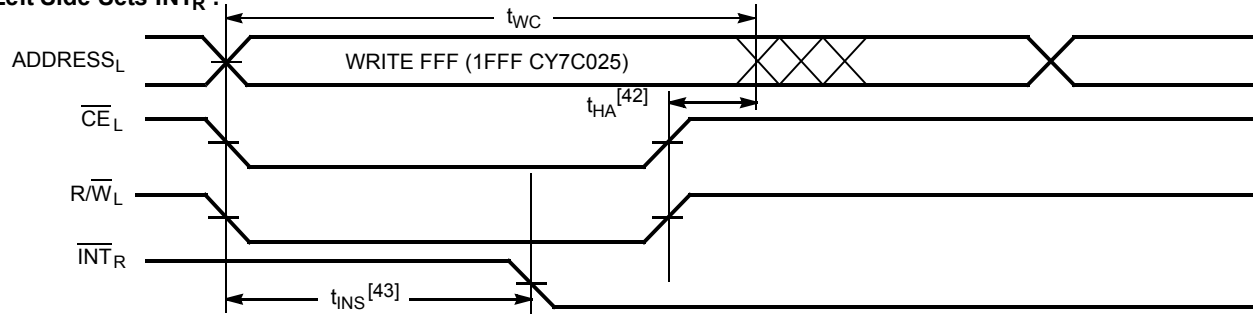 Left Side Sets INTR :
tWC
ADDRESSL
WRITE FFF (1FFF CY7C025)
tHA[42]
CEL
R/WL
INTR
tINS[43]